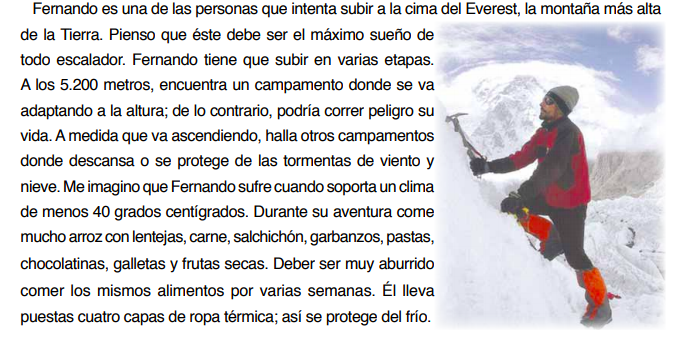 Fernando es una de las personas que intenta subir a la cima del Everest, la montaña más alta
de la Tierra. Pienso que éste debe ser el máximo sueño de
todo escalador. Fernando tiene que subir en varias etapas.
A los 5.200 metros, encuentra un campamento donde se va
adaptando a la altura; de lo contrario, podría correr peligro su
vida. A medida que va ascendiendo, halla otros campamentos
donde descansa o se protege de las tormentas de viento y
nieve. Me imagino que Fernando sufre cuando soporta un clima
de menos 40 grados centígrados. Durante su aventura come
mucho arroz con lentejas, carne, salchichón, garbanzos, pastas,
chocolatinas, galletas y frutas secas. Deber ser muy aburrido
comer los mismos alimentos por varias semanas. Él lleva
puestas cuatro capas de ropa térmica; así se protege del frío.